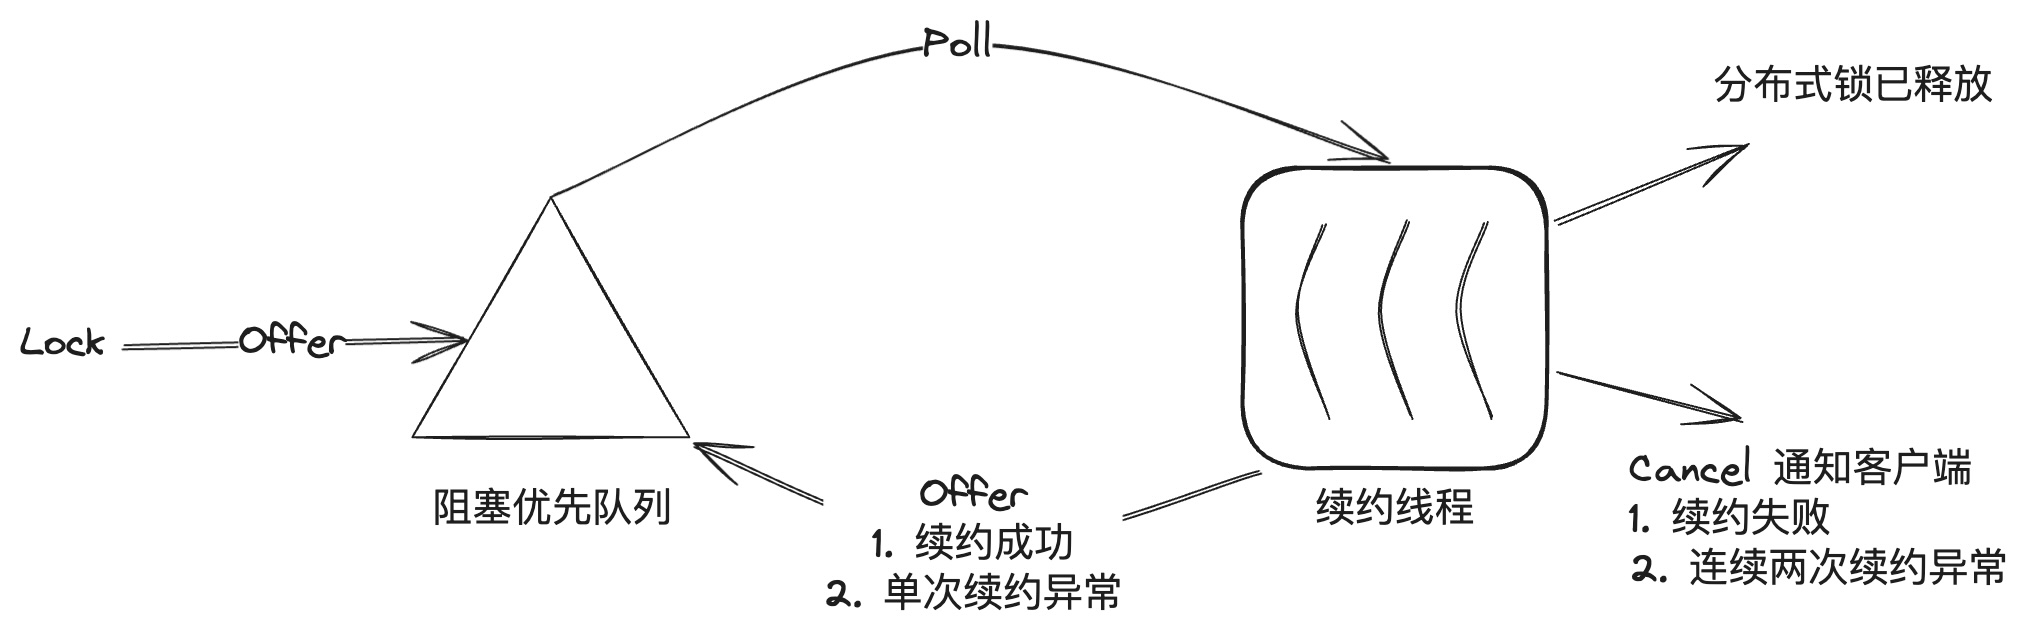 Poll
分布式锁已释放
Lock
Offer
阻塞优先队列
Offer
1. 续约成功
2. 单次续约异常
续约线程
Cancel 通知客户端
1. 续约失败
2. 连续两次续约异常